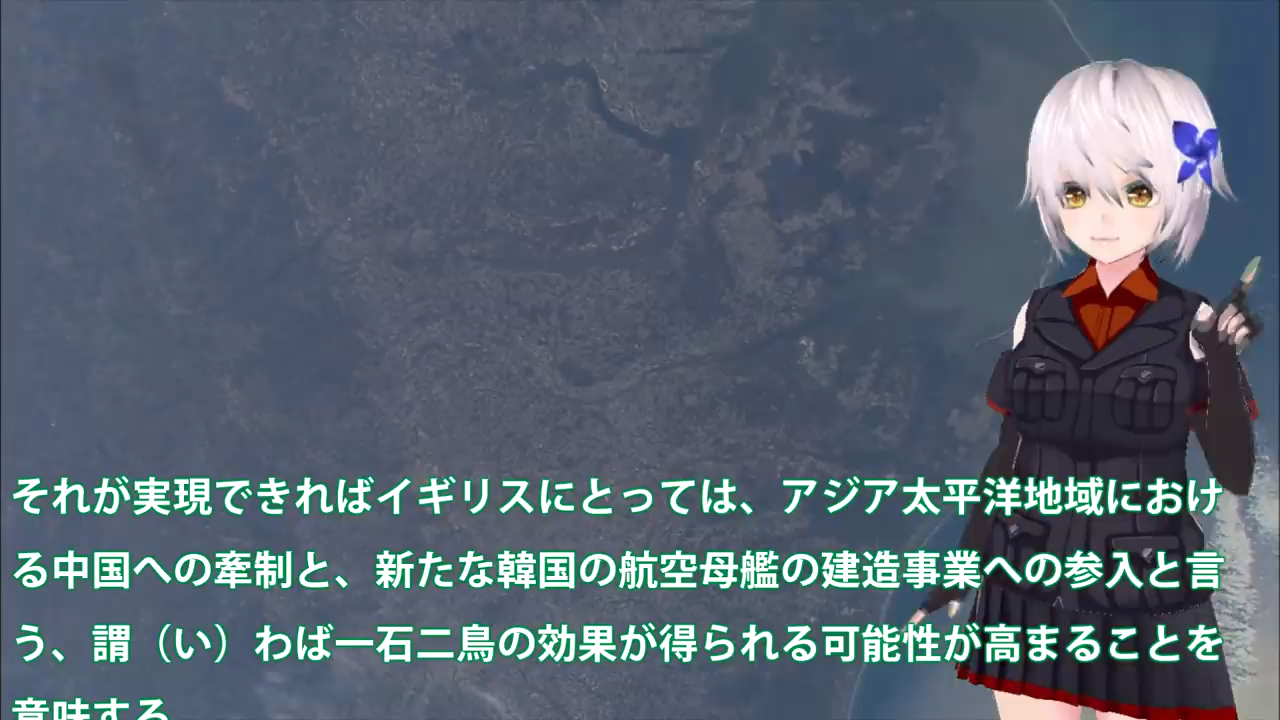 それが実現できればイギリスにとっては、アジア太平洋地域におけ
る中国への牽制と、新たな韓国の航空母艦の建造事業への参入と言
う、謂（い）わば一石二鳥の効果が得られる可能性が高まることを
意味する